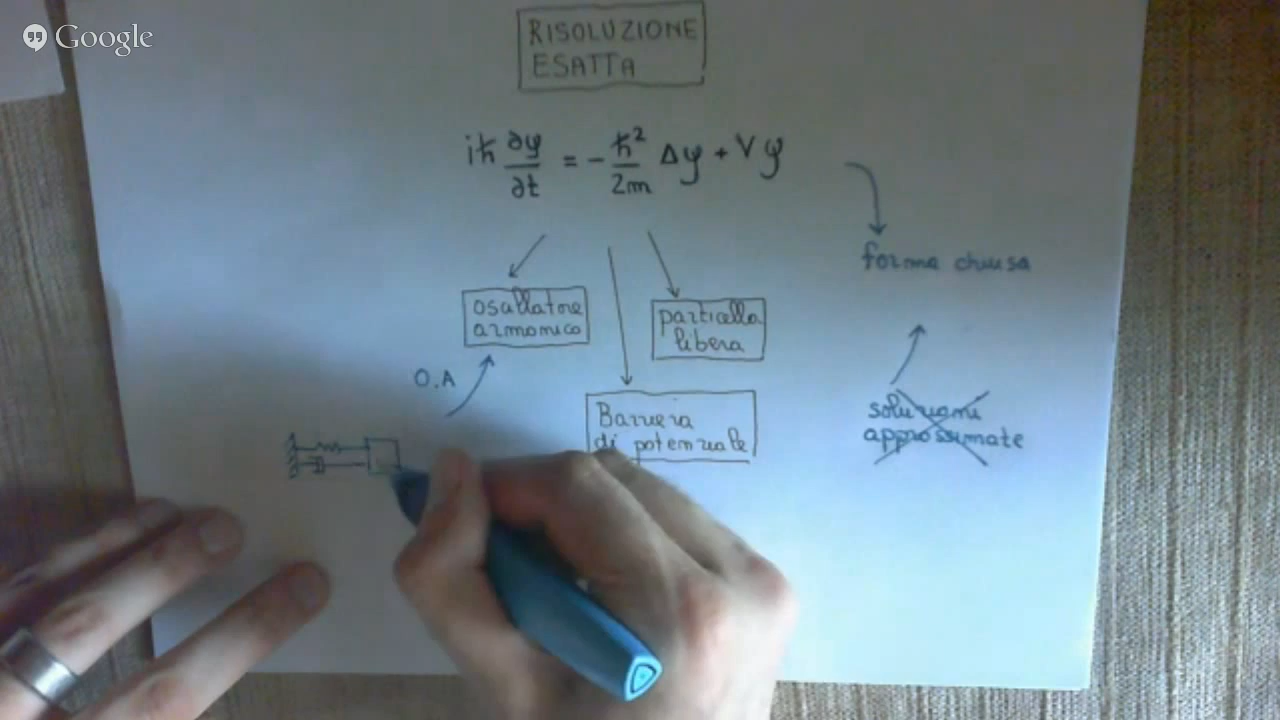 Google
RISOLUZIONE
ESATTA
iℏ ∂ψ/∂t = - ℏ²/2m Δψ + Vψ
forma chiusa
oscillatore
armonico
particella
libera
O.A
Barriera
di potenziale
soluzioni
approssimate